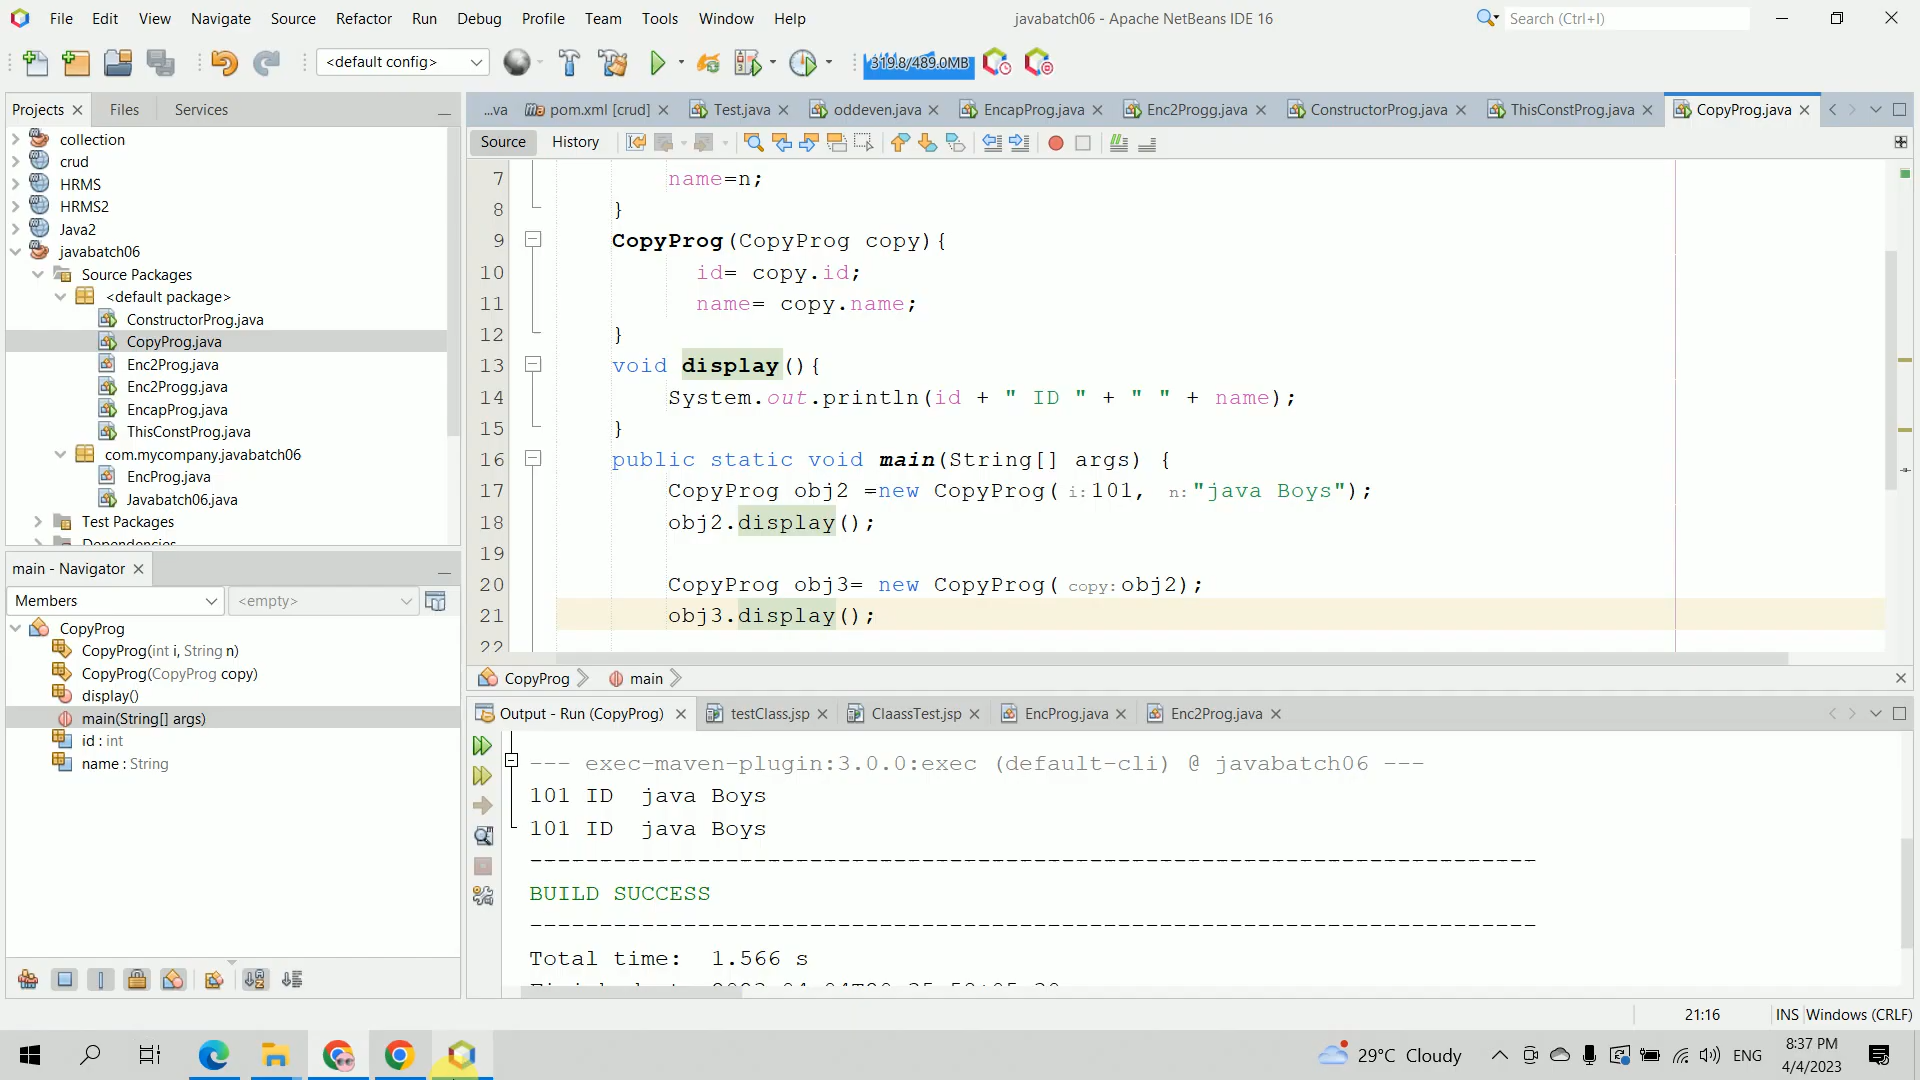 File Edit View Navigate Source Refactor Run Debug Profile Team Tools Window Help
javabatch06 - Apache NetBeans IDE 16
Search (Ctrl+I)
<default config>
319.8/489.0MB
Projects Files Services
collection
crud
HRMS
HRMS2
Java2
javabatch06
Source Packages
<default package>
ConstructorProg.java
CopyProg.java
Enc2Prog.java
Enc2Progg.java
EncapProg.java
ThisConstProg.java
com.mycompany.javabatch06
EncProg.java
Javabatch06.java
Test Packages
Dependencies
main - Navigator
Members <empty>
CopyProg
CopyProg(int i, String n)
CopyProg(CopyProg copy)
display()
main(String[] args)
id : int
name : String
...va pom.xml [crud] Test.java oddeven.java EncapProg.java Enc2Progg.java ConstructorProg.java ThisConstProg.java CopyProg.java
Source History
7 name=n;
8 }
9 CopyProg(CopyProg copy){
10 id= copy.id;
11 name= copy.name;
12 }
13 void display(){
14 System.out.println(id + " ID " + " " + name);
15 }
16 public static void main(String[] args) {
17 CopyProg obj2 =new CopyProg( i:101, n:"java Boys");
18 obj2.display();
19
20 CopyProg obj3= new CopyProg( copy:obj2);
21 obj3.display();
22
CopyProg main
Output - Run (CopyProg) testClass.jsp ClaassTest.jsp EncProg.java Enc2Prog.java
--- exec-maven-plugin:3.0.0:exec (default-cli) @ javabatch06 ---
101 ID  java Boys
101 ID  java Boys
------------------------------------------------------------------------
BUILD SUCCESS
------------------------------------------------------------------------
Total time:  1.566 s
21:16 INS Windows (CRLF)
29°C Cloudy
ENG
8:37 PM
4/4/2023